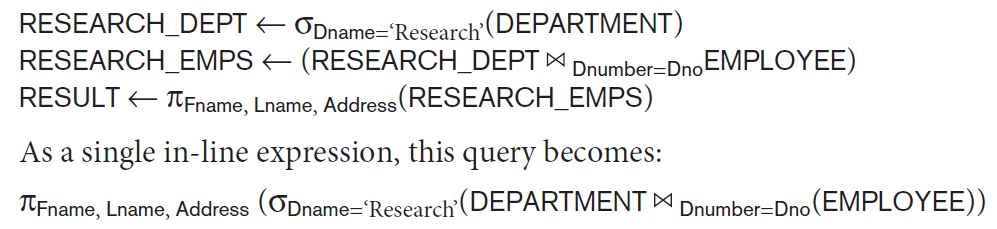 RESEARCH_DEPT ← σDname=‘Research’(DEPARTMENT)
RESEARCH_EMPS ← (RESEARCH_DEPT ⋈ Dnumber=DnoEMPLOYEE)
RESULT ← πFname, Lname, Address(RESEARCH_EMPS)
As a single in-line expression, this query becomes:
πFname, Lname, Address (σDname=‘Research’(DEPARTMENT ⋈ Dnumber=Dno(EMPLOYEE))